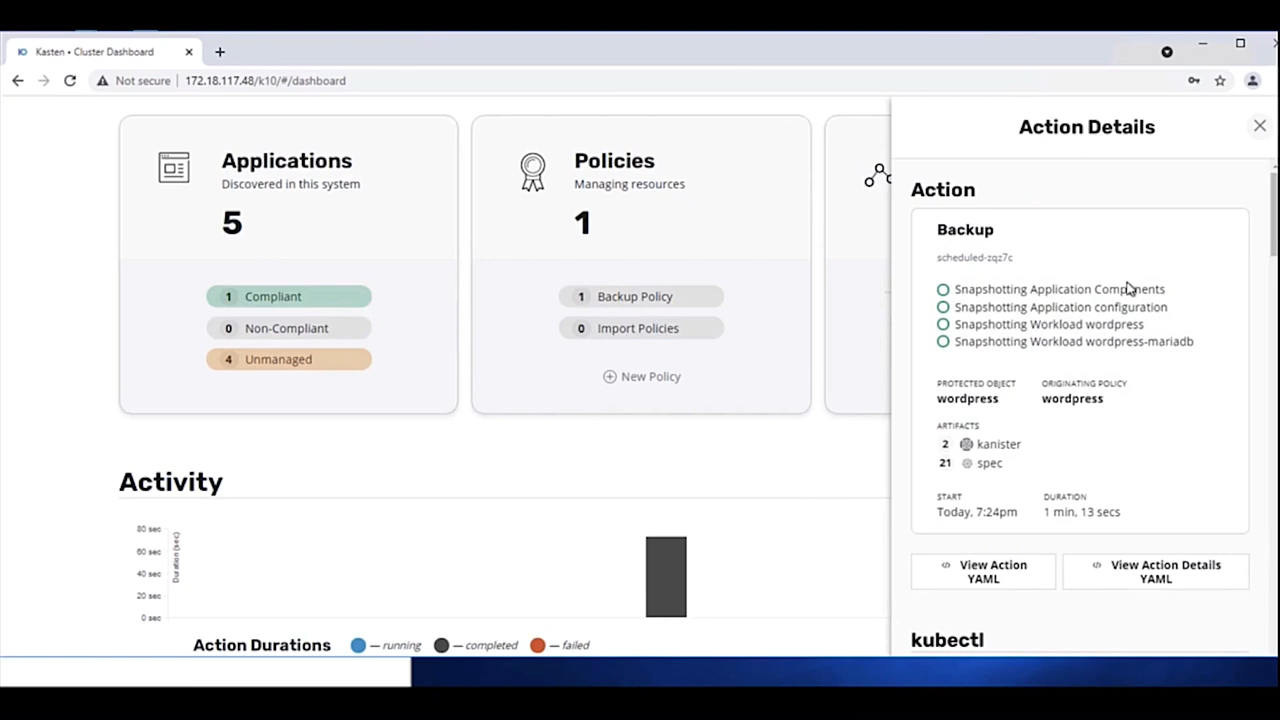 Kasten • Cluster Dashboard
Not secure
172.18.117.48/k10/#/dashboard
Applications
Discovered in this system
5
1 Compliant
0 Non-Compliant
4 Unmanaged
Policies
Managing resources
1
1 Backup Policy
0 Import Policies
New Policy
Activity
80 sec
60 sec
40 sec
20 sec
0 sec
Duration (sec)
Action Durations
— running
— completed
— failed
Action Details
Action
Backup
scheduled-zqz7c
Snapshotting Application Components
Snapshotting Application configuration
Snapshotting Workload wordpress
Snapshotting Workload wordpress-mariadb
PROTECTED OBJECT
wordpress
ORIGINATING POLICY
wordpress
ARTIFACTS
2 kanister
21 spec
START
Today, 7:24pm
DURATION
1 min, 13 secs
View Action
YAML
View Action Details
YAML
kubectl